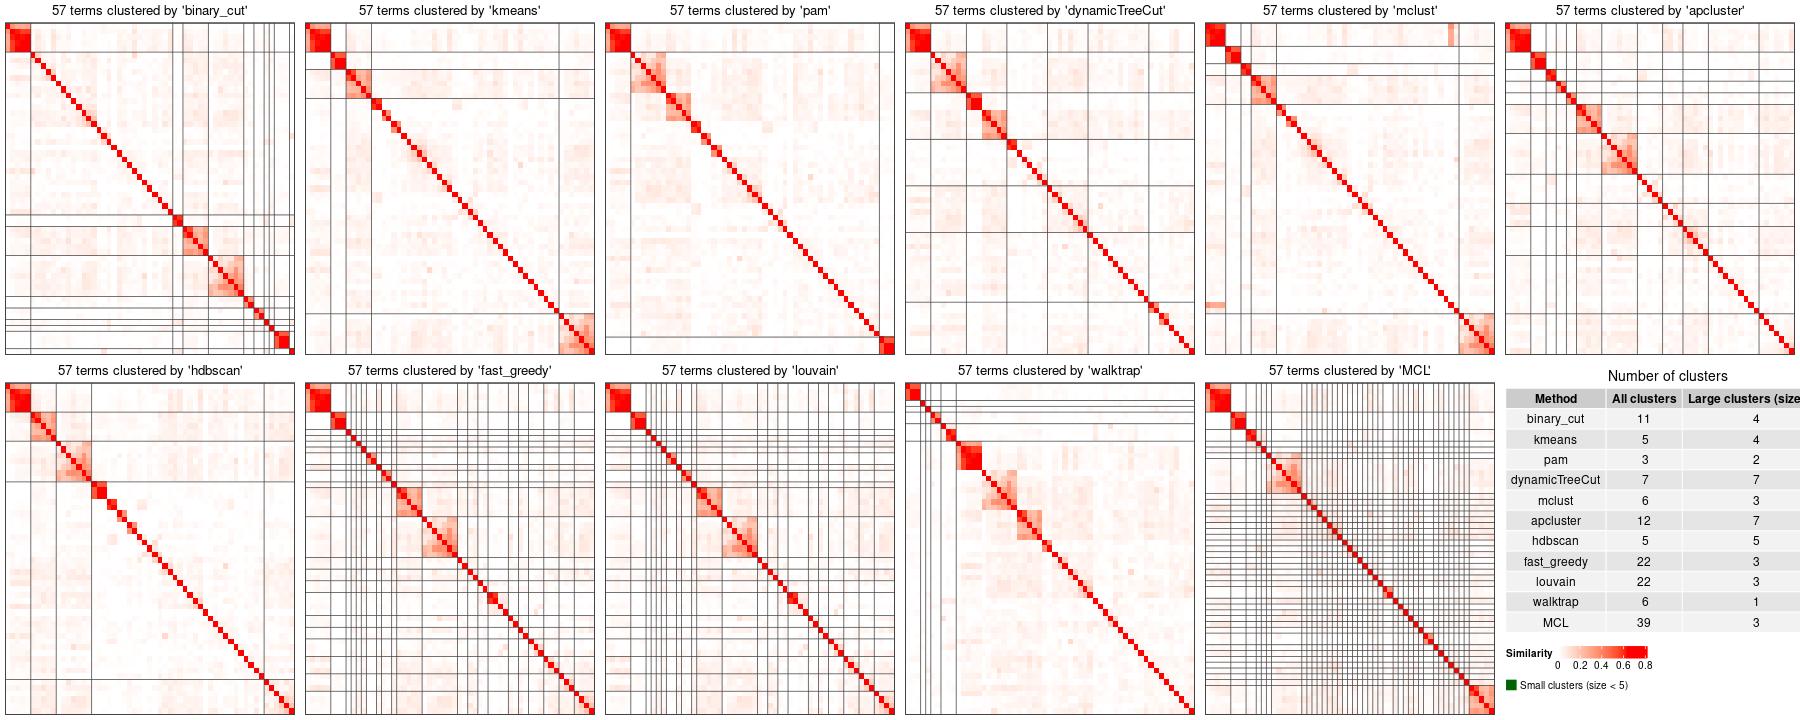 57 terms clustered by 'binary_cut'
57 terms clustered by 'kmeans'
57 terms clustered by 'pam'
57 terms clustered by 'dynamicTreeCut'
57 terms clustered by 'mclust'
57 terms clustered by 'apcluster'
57 terms clustered by 'hdbscan'
57 terms clustered by 'fast_greedy'
57 terms clustered by 'louvain'
57 terms clustered by 'walktrap'
57 terms clustered by 'MCL'
Number of clusters
Method All clusters Large clusters (size
binary_cut 11 4
kmeans 5 4
pam 3 2
dynamicTreeCut 7 7
mclust 6 3
apcluster 12 7
hdbscan 5 5
fast_greedy 22 3
louvain 22 3
walktrap 6 1
MCL 39 3
Similarity
0 0.2 0.4 0.6 0.8
Small clusters (size < 5)